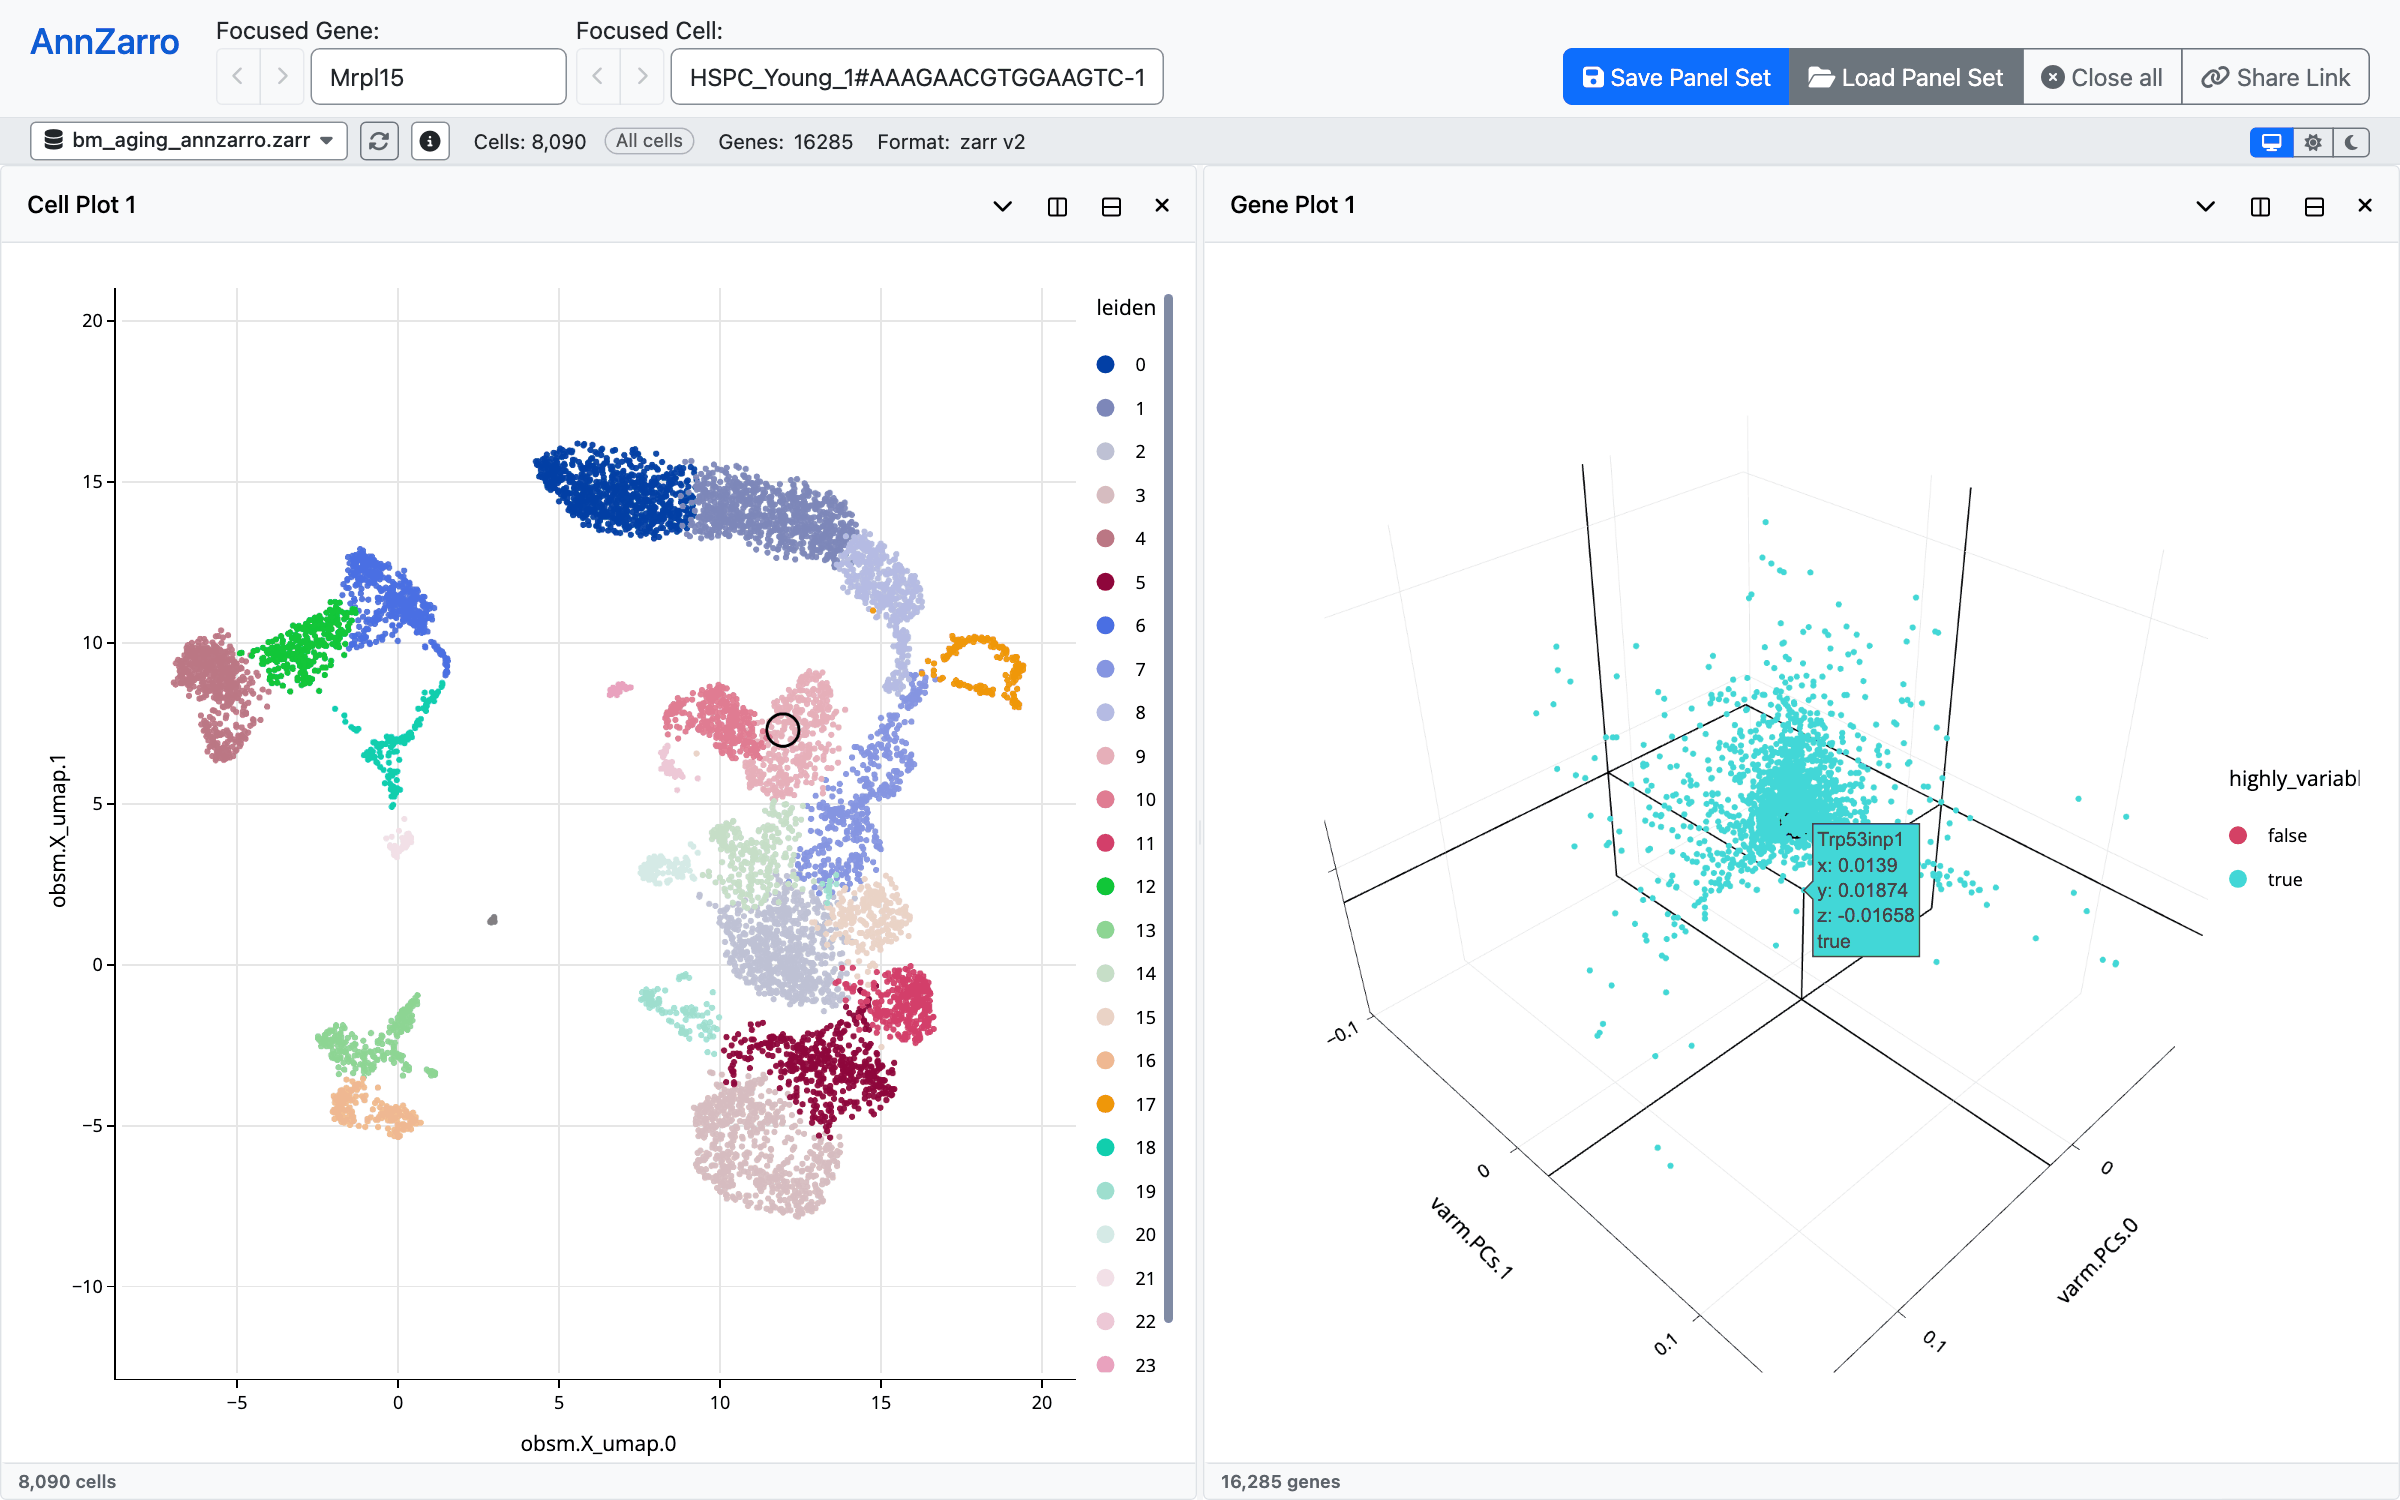 AnnZarro
Focused Gene:
Mrpl15
Focused Cell:
HSPC_Young_1#AAAGAACGTGGAAGTC-1
Save Panel Set
Load Panel Set
Close all
Share Link
bm_aging_annzarro.zarr
Cells: 8,090
All cells
Genes: 16285
Format: zarr v2
Cell Plot 1
20
15
10
5
0
−5
−10
obsm.X_umap.1
−5
0
5
10
15
20
obsm.X_umap.0
leiden
0
1
2
3
4
5
6
7
8
9
10
11
12
13
14
15
16
17
18
19
20
21
22
23
8,090 cells
Gene Plot 1
Trp53inp1
x: 0.0139
y: 0.01874
z: -0.01658
true
−0.1
0
0.1
varm.PCs.1
0
0.1
varm.PCs.0
highly_variabl
false
true
16,285 genes